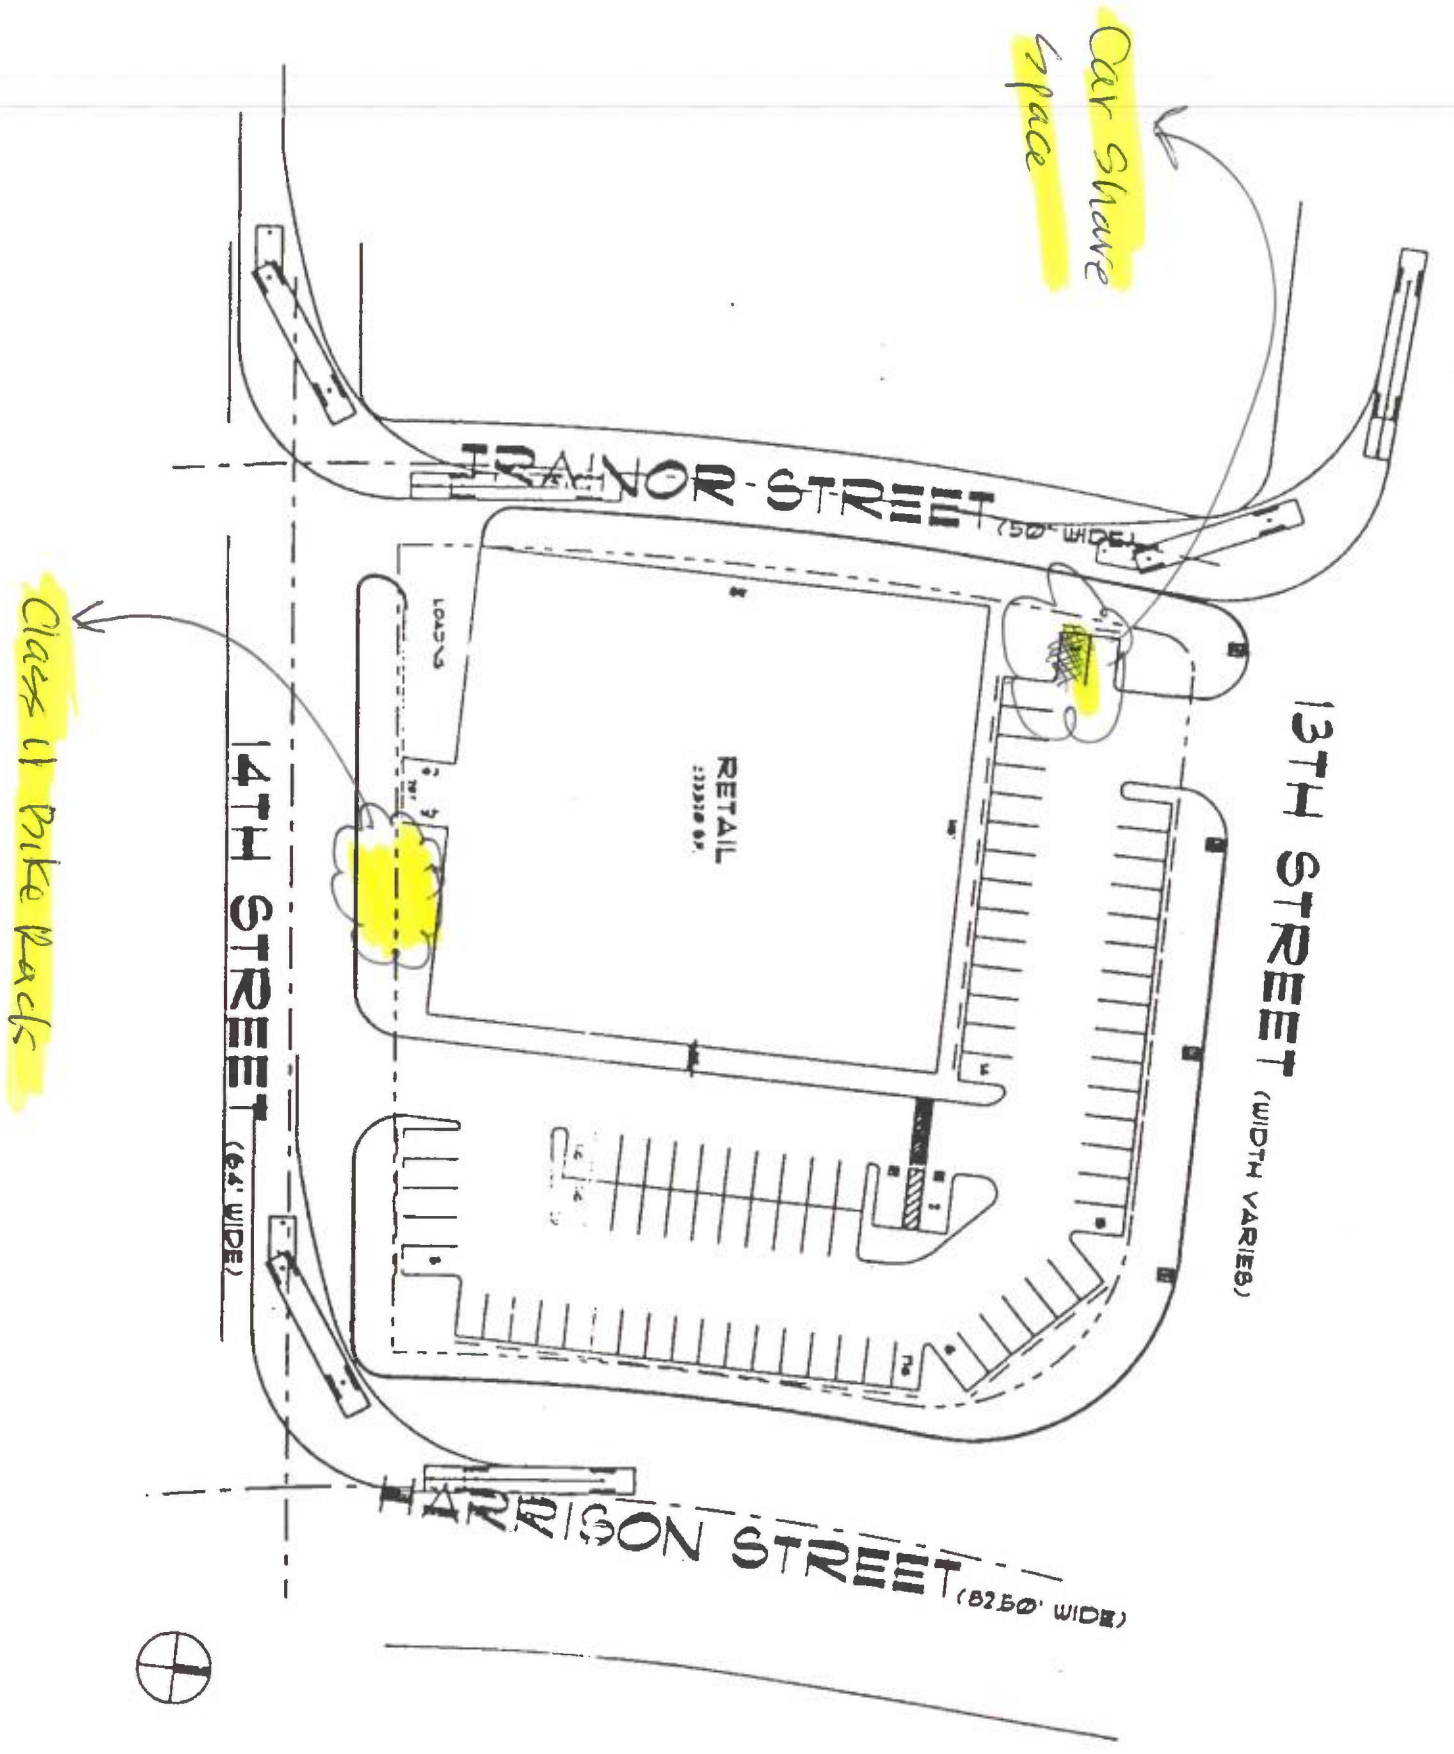 Car Share
Space
TRAINOR STREET (50' WIDE)
13TH STREET (WIDTH VARIES)
LOADING
RETAIL
14TH STREET (64' WIDE)
Class II Bike Racks
HARRISON STREET (82.50' WIDE)